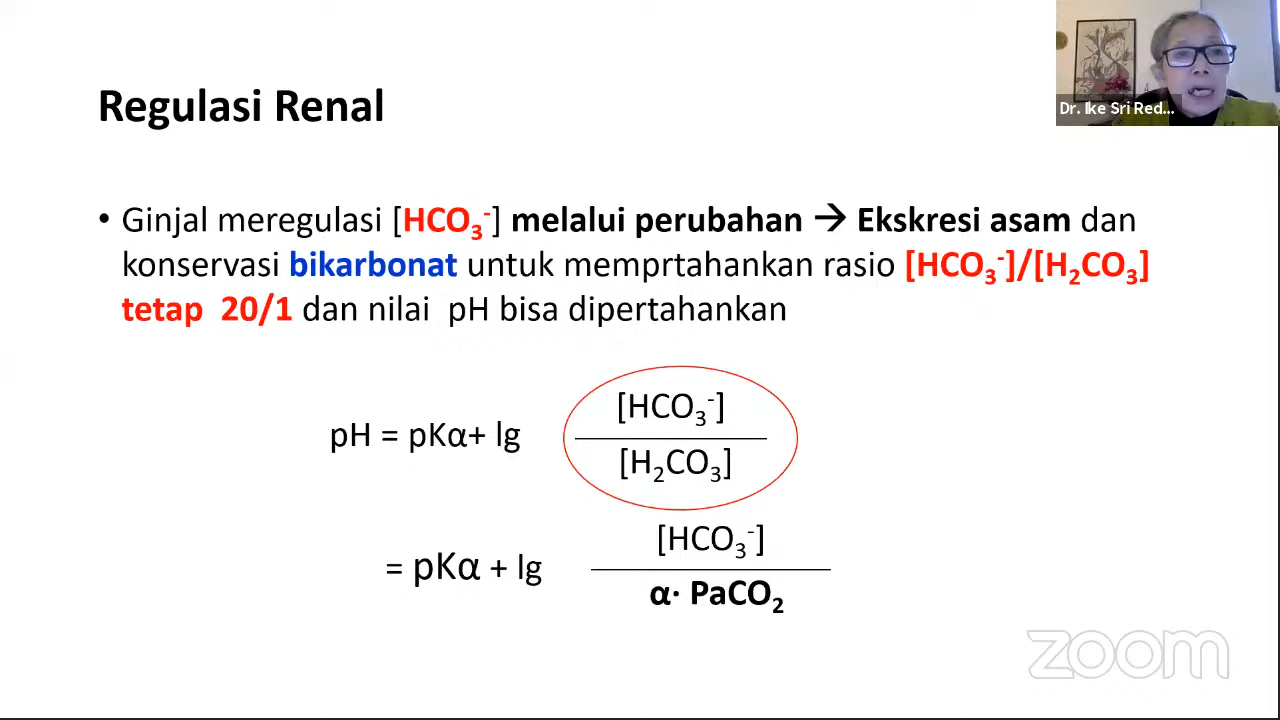 Dr. Ike Sri Red...
Regulasi Renal
• Ginjal meregulasi [HCO₃⁻] melalui perubahan → Ekskresi asam dan
konservasi bikarbonat untuk memprtahankan rasio [HCO₃⁻]/[H₂CO₃]
tetap 20/1 dan nilai pH bisa dipertahankan
[HCO₃⁻]
pH = pKα+ lg
[H₂CO₃]
[HCO₃⁻]
= pKα + lg
α· PaCO₂
zoom